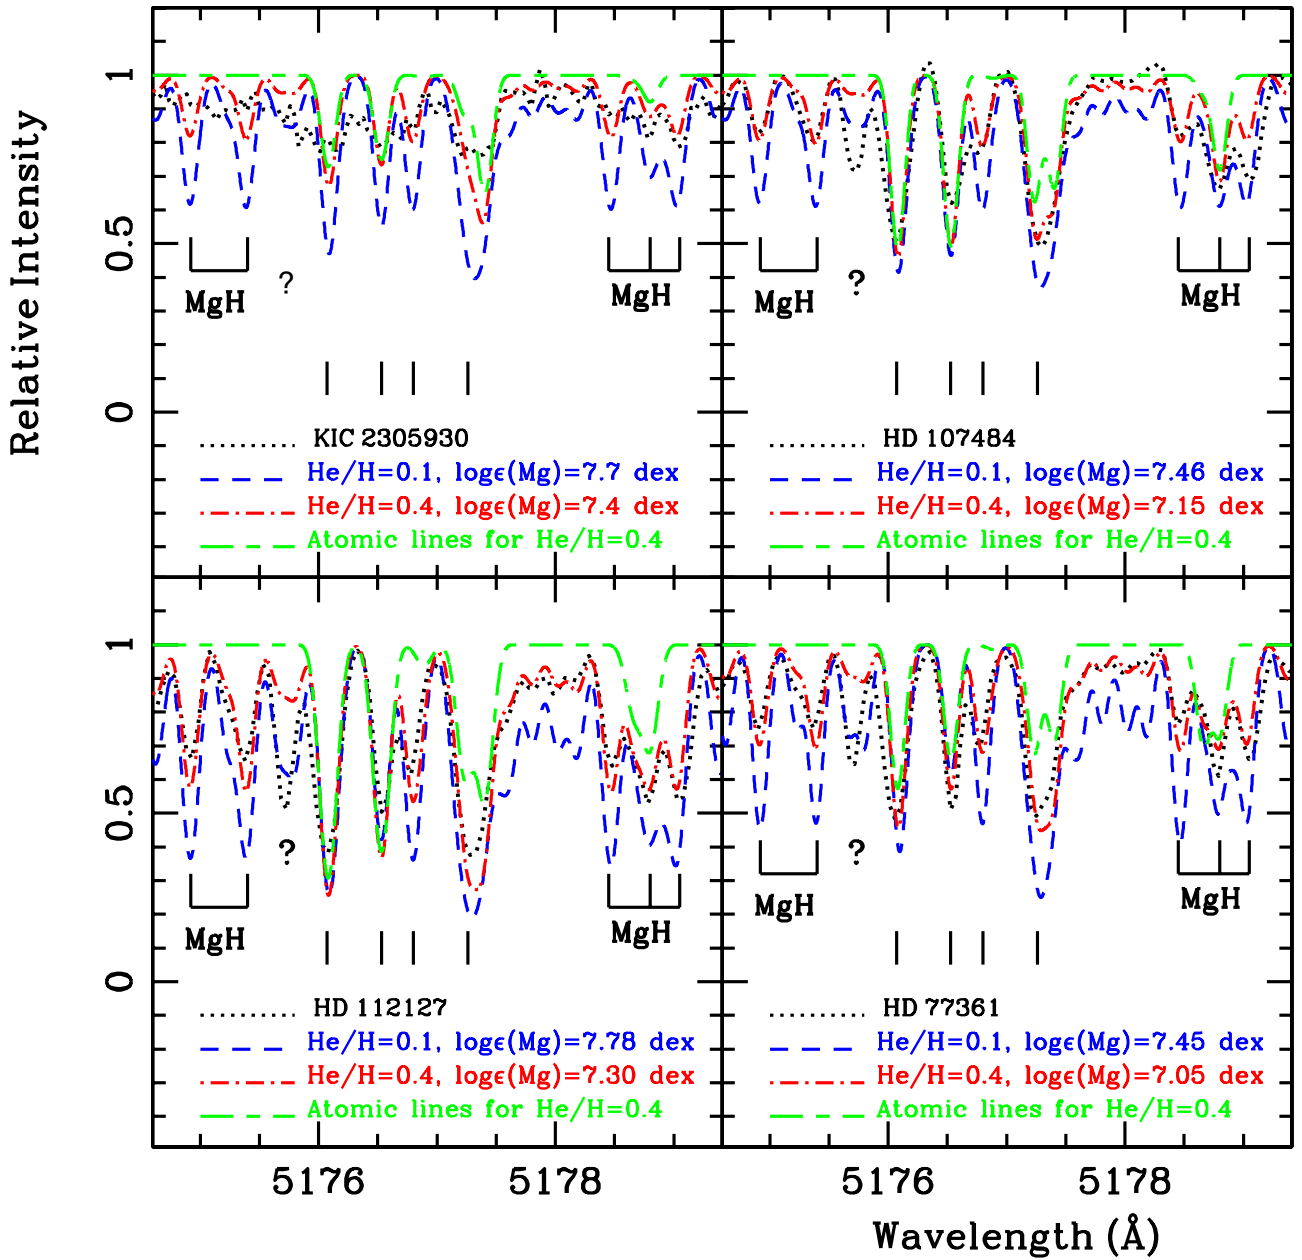 Relative Intensity
1
0.5
0
MgH
?
MgH
KIC 2305930
He/H=0.1, logϵ(Mg)=7.7 dex
He/H=0.4, logϵ(Mg)=7.4 dex
Atomic lines for He/H=0.4
MgH
?
MgH
HD 107484
He/H=0.1, logϵ(Mg)=7.46 dex
He/H=0.4, logϵ(Mg)=7.15 dex
Atomic lines for He/H=0.4
1
0.5
0
?
MgH
MgH
HD 112127
He/H=0.1, logϵ(Mg)=7.78 dex
He/H=0.4, logϵ(Mg)=7.30 dex
Atomic lines for He/H=0.4
?
MgH
MgH
HD 77361
He/H=0.1, logϵ(Mg)=7.45 dex
He/H=0.4, logϵ(Mg)=7.05 dex
Atomic lines for He/H=0.4
5176 5178 5176 5178
Wavelength (Å)